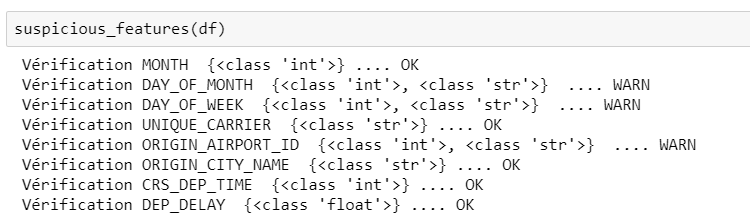 suspicious_features(df)
Vérification MONTH  {<class 'int'>} .... OK
Vérification DAY_OF_MONTH  {<class 'int'>, <class 'str'>}  .... WARN
Vérification DAY_OF_WEEK  {<class 'int'>, <class 'str'>}  .... WARN
Vérification UNIQUE_CARRIER  {<class 'str'>} .... OK
Vérification ORIGIN_AIRPORT_ID  {<class 'int'>, <class 'str'>}  .... WARN
Vérification ORIGIN_CITY_NAME  {<class 'str'>} .... OK
Vérification CRS_DEP_TIME  {<class 'int'>} .... OK
Vérification DEP_DELAY  {<class 'float'>} .... OK